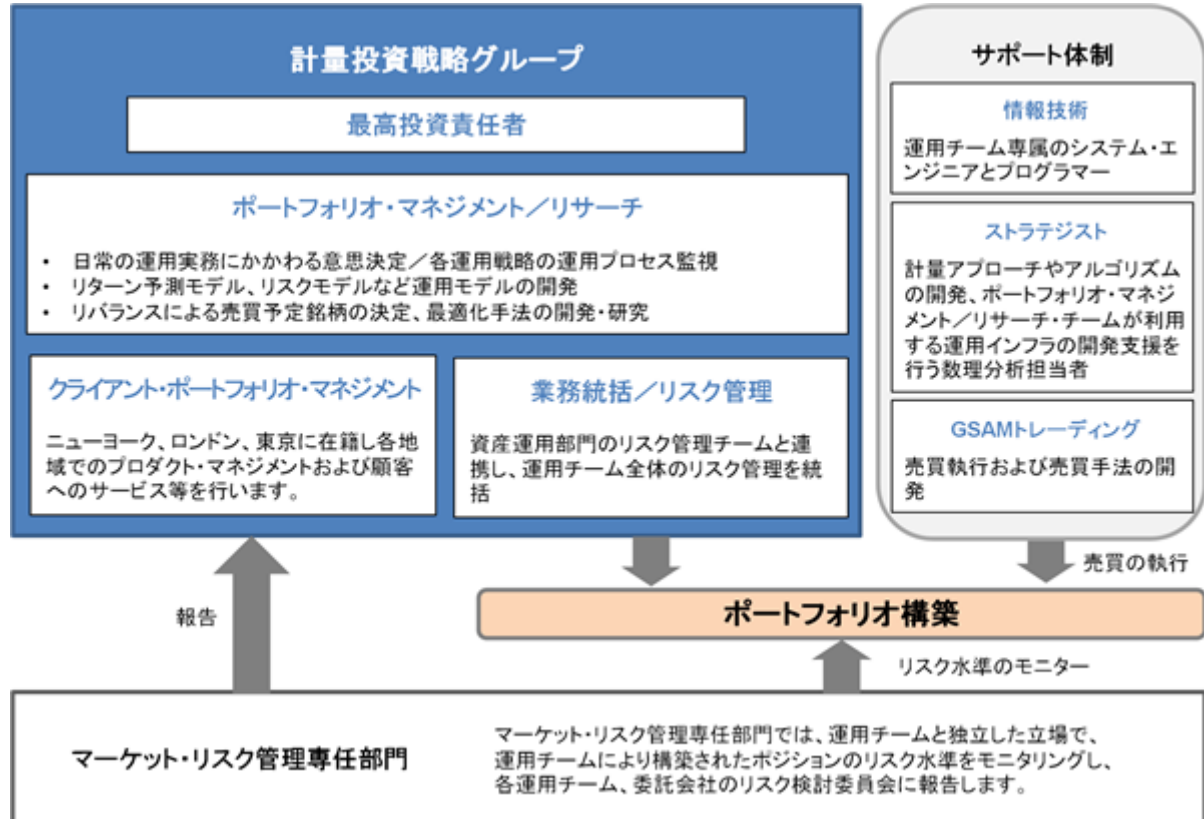 計量投資戦略グループ
最高投資責任者
ポートフォリオ・マネジメント／リサーチ
• 日常の運用実務にかかわる意思決定／各運用戦略の運用プロセス監視
• リターン予測モデル、リスクモデルなど運用モデルの開発
• リバランスによる売買予定銘柄の決定、最適化手法の開発・研究
クライアント・ポートフォリオ・マネジメント
ニューヨーク、ロンドン、東京に在籍し各地
域でのプロダクト・マネジメントおよび顧客
へのサービス等を行います。
業務統括／リスク管理
資産運用部門のリスク管理チームと連
携し、運用チーム全体のリスク管理を統
括
サポート体制
情報技術
運用チーム専属のシステム・エ
ンジニアとプログラマー
ストラテジスト
計量アプローチやアルゴリズム
の開発、ポートフォリオ・マネジ
メント／リサーチ・チームが利用
する運用インフラの開発支援を
行う数理分析担当者
GSAMトレーディング
売買執行および売買手法の開
発
売買の執行
報告
ポートフォリオ構築
リスク水準のモニター
マーケット・リスク管理専任部門
マーケット・リスク管理専任部門では、運用チームと独立した立場で、
運用チームにより構築されたポジションのリスク水準をモニタリングし、
各運用チーム、委託会社のリスク検討委員会に報告します。